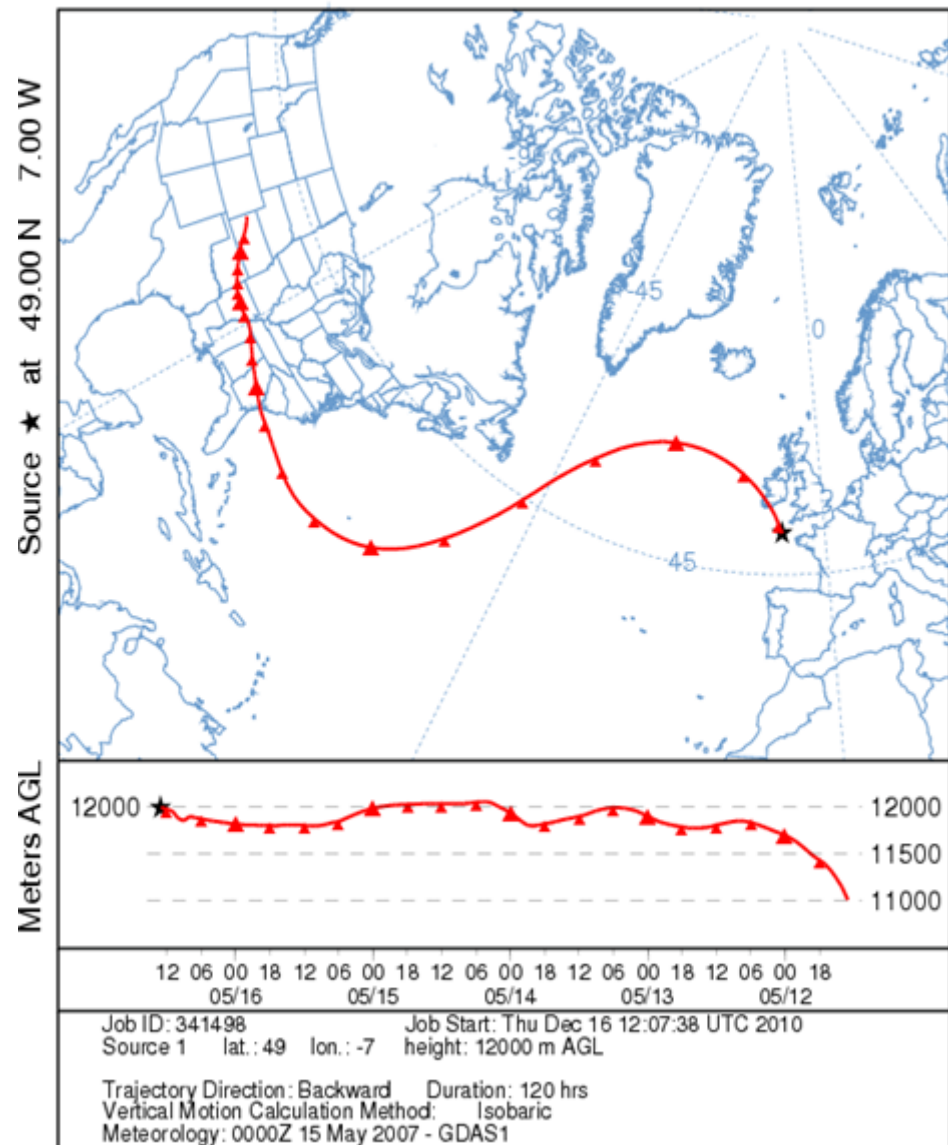 Source ★ at 49.00 N 7.00 W
-45
0
45
Meters AGL
12000
12000
11500
11000
12 06 00 18 12 06 00 18 12 06 00 18 12 06 00 18 12 06 00 18
05/16 05/15 05/14 05/13 05/12
Job ID: 341498 Job Start: Thu Dec 16 12:07:38 UTC 2010
Source 1 lat.: 49 lon.: -7 height: 12000 m AGL
Trajectory Direction: Backward Duration: 120 hrs
Vertical Motion Calculation Method: Isobaric
Meteorology: 0000Z 15 May 2007 - GDAS1